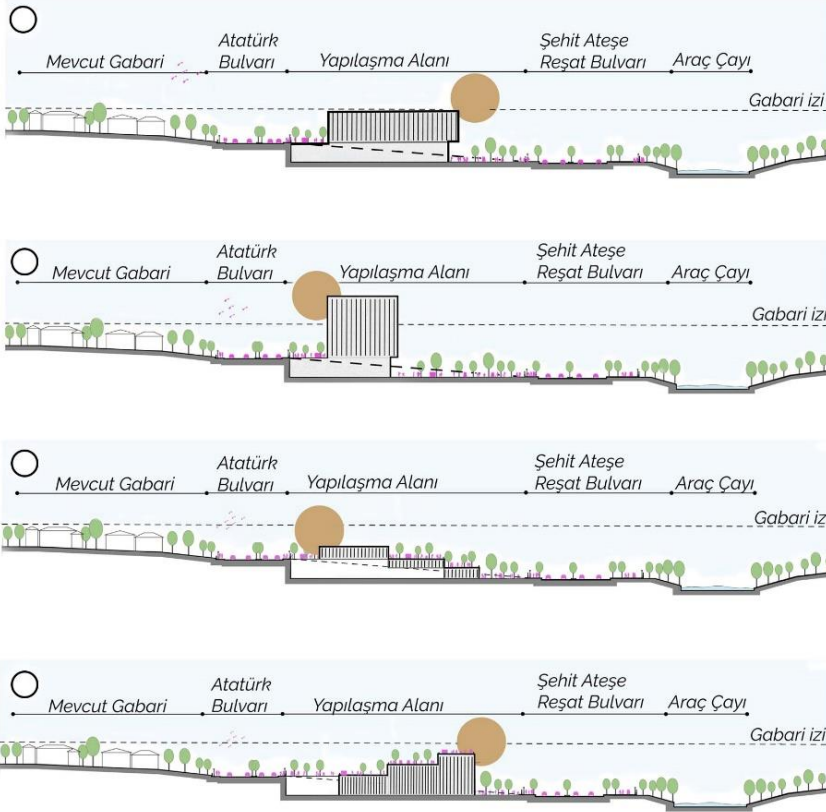 Mevcut Gabari
Atatürk
Bulvarı
Yapılaşma Alanı
Şehit Ateşe
Reşat Bulvarı
Araç Çayı
Gabari izi
Mevcut Gabari
Atatürk
Bulvarı
Yapılaşma Alanı
Şehit Ateşe
Reşat Bulvarı
Araç Çayı
Gabari izi
Mevcut Gabari
Atatürk
Bulvarı
Yapılaşma Alanı
Şehit Ateşe
Reşat Bulvarı
Araç Çayı
Gabari izi
Mevcut Gabari
Atatürk
Bulvarı
Yapılaşma Alanı
Şehit Ateşe
Reşat Bulvarı
Araç Çayı
Gabari izi